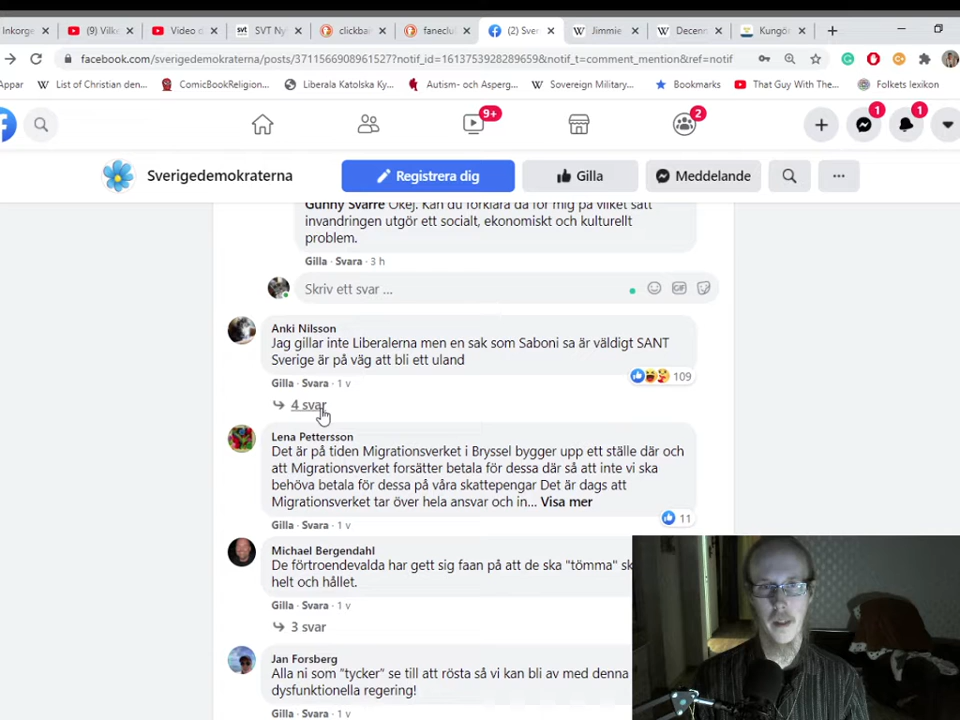 Inkorge
(9) Vilke
Video d
SVT Ny
clickba
faneclu
(2) Sver
Jimmie
Decenn
Kungö
facebook.com/sverigedemokraterna/posts/3711566908961527?notif_id=1613753928289659&notif_t=comment_mention&ref=notif
Appar
List of Christian den...
ComicBookReligion...
Liberala Katolska Ky...
Autism- och Asperg...
Sovereign Military...
Bookmarks
That Guy With The...
Folkets lexikon
9+
2
1
1
Sverigedemokraterna
Registrera dig
Gilla
Meddelande
Gunny Svarre Okej. Kan du förklara då för mig på vilket sätt
invandringen utgör ett socialt, ekonomiskt och kulturellt
problem.
Gilla · Svara · 3 h
Skriv ett svar ...
GIF
Anki Nilsson
Jag gillar inte Liberalerna men en sak som Saboni sa är väldigt SANT
Sverige är på väg att bli ett uland
109
Gilla · Svara · 1 v
4 svar
Lena Pettersson
Det är på tiden Migrationsverket i Bryssel bygger upp ett ställe där och
att Migrationsverket forsätter betala för dessa där så att inte vi ska
behöva betala för dessa på våra skattepengar Det är dags att
Migrationsverket tar över hela ansvar och in... Visa mer
11
Gilla · Svara · 1 v
Michael Bergendahl
De förtroendevalda har gett sig faan på att de ska "tömma" sk
helt och hållet.
Gilla · Svara · 1 v
3 svar
Jan Forsberg
Alla ni som "tycker" se till att rösta så vi kan bli av med denna
dysfunktionella regering!
Gilla · Svara · 1 v